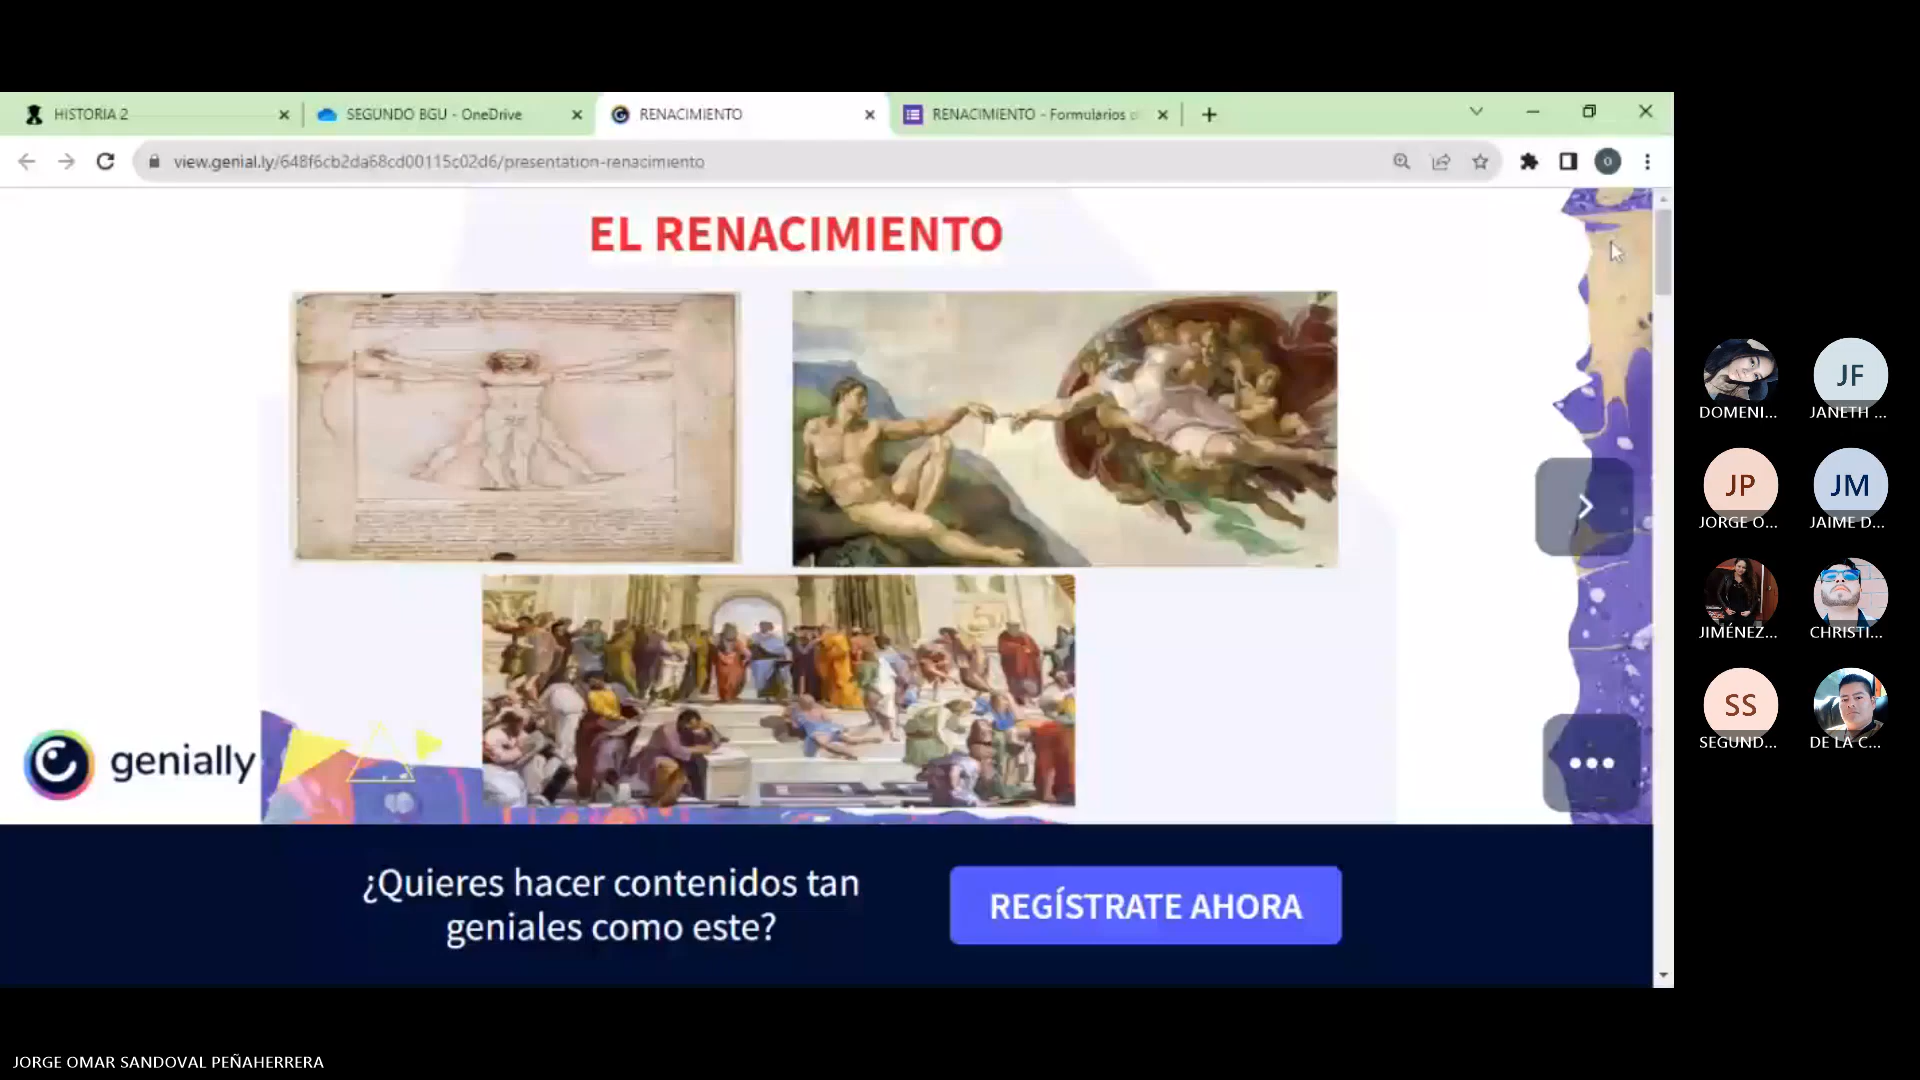 HISTORIA 2
SEGUNDO BGU - OneDrive
RENACIMIENTO
RENACIMIENTO - Formularios
view.genial.ly/648f6cb2da68cd00115c02d6/presentation-renacimiento
EL RENACIMIENTO
genially
¿Quieres hacer contenidos tan
geniales como este?
REGÍSTRATE AHORA
DOMENI...
JF
JANETH ...
JP
JORGE O...
JM
JAIME D...
JIMÉNEZ...
CHRISTI...
SS
SEGUND...
DE LA C...
JORGE OMAR SANDOVAL PEÑAHERRERA